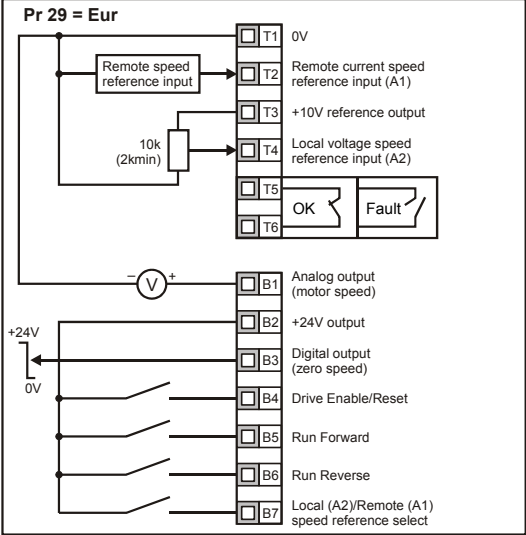 Pr 29 = Eur
T1 0V
Remote speed
reference input
T2 Remote current speed
reference input (A1)
T3 +10V reference output
10k
(2kmin)
T4 Local voltage speed
reference input (A2)
T5
OK
Fault
T6
– V +
B1 Analog output
(motor speed)
B2 +24V output
+24V
0V
B3 Digital output
(zero speed)
B4 Drive Enable/Reset
B5 Run Forward
B6 Run Reverse
B7 Local (A2)/Remote (A1)
speed reference select